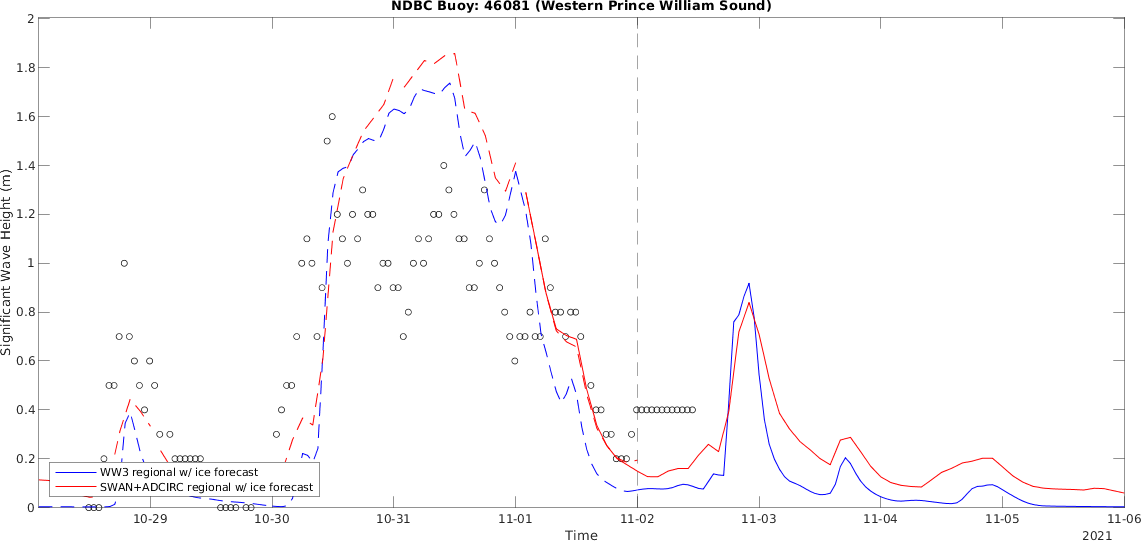 NDBC Buoy: 46081 (Western Prince William Sound)
2
1.8
1.6
1.4
1.2
1
0.8
0.6
0.4
0.2
0
Significant Wave Height (m)
WW3 regional w/ ice forecast
SWAN+ADCIRC regional w/ ice forecast
10-29 10-30 10-31 11-01 11-02 11-03 11-04 11-05 11-06
Time
2021